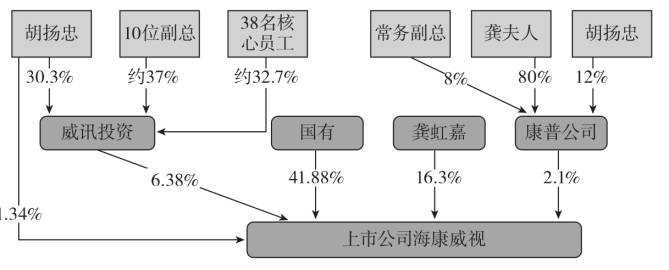 胡扬忠
10位副总
38名核
心员工
常务副总
龚夫人
胡扬忠
30.3%
约37%
约32.7%
8%
80%
12%
威讯投资
国有
龚虹嘉
康普公司
6.38%
41.88%
16.3%
2.1%
1.34%
上市公司海康威视